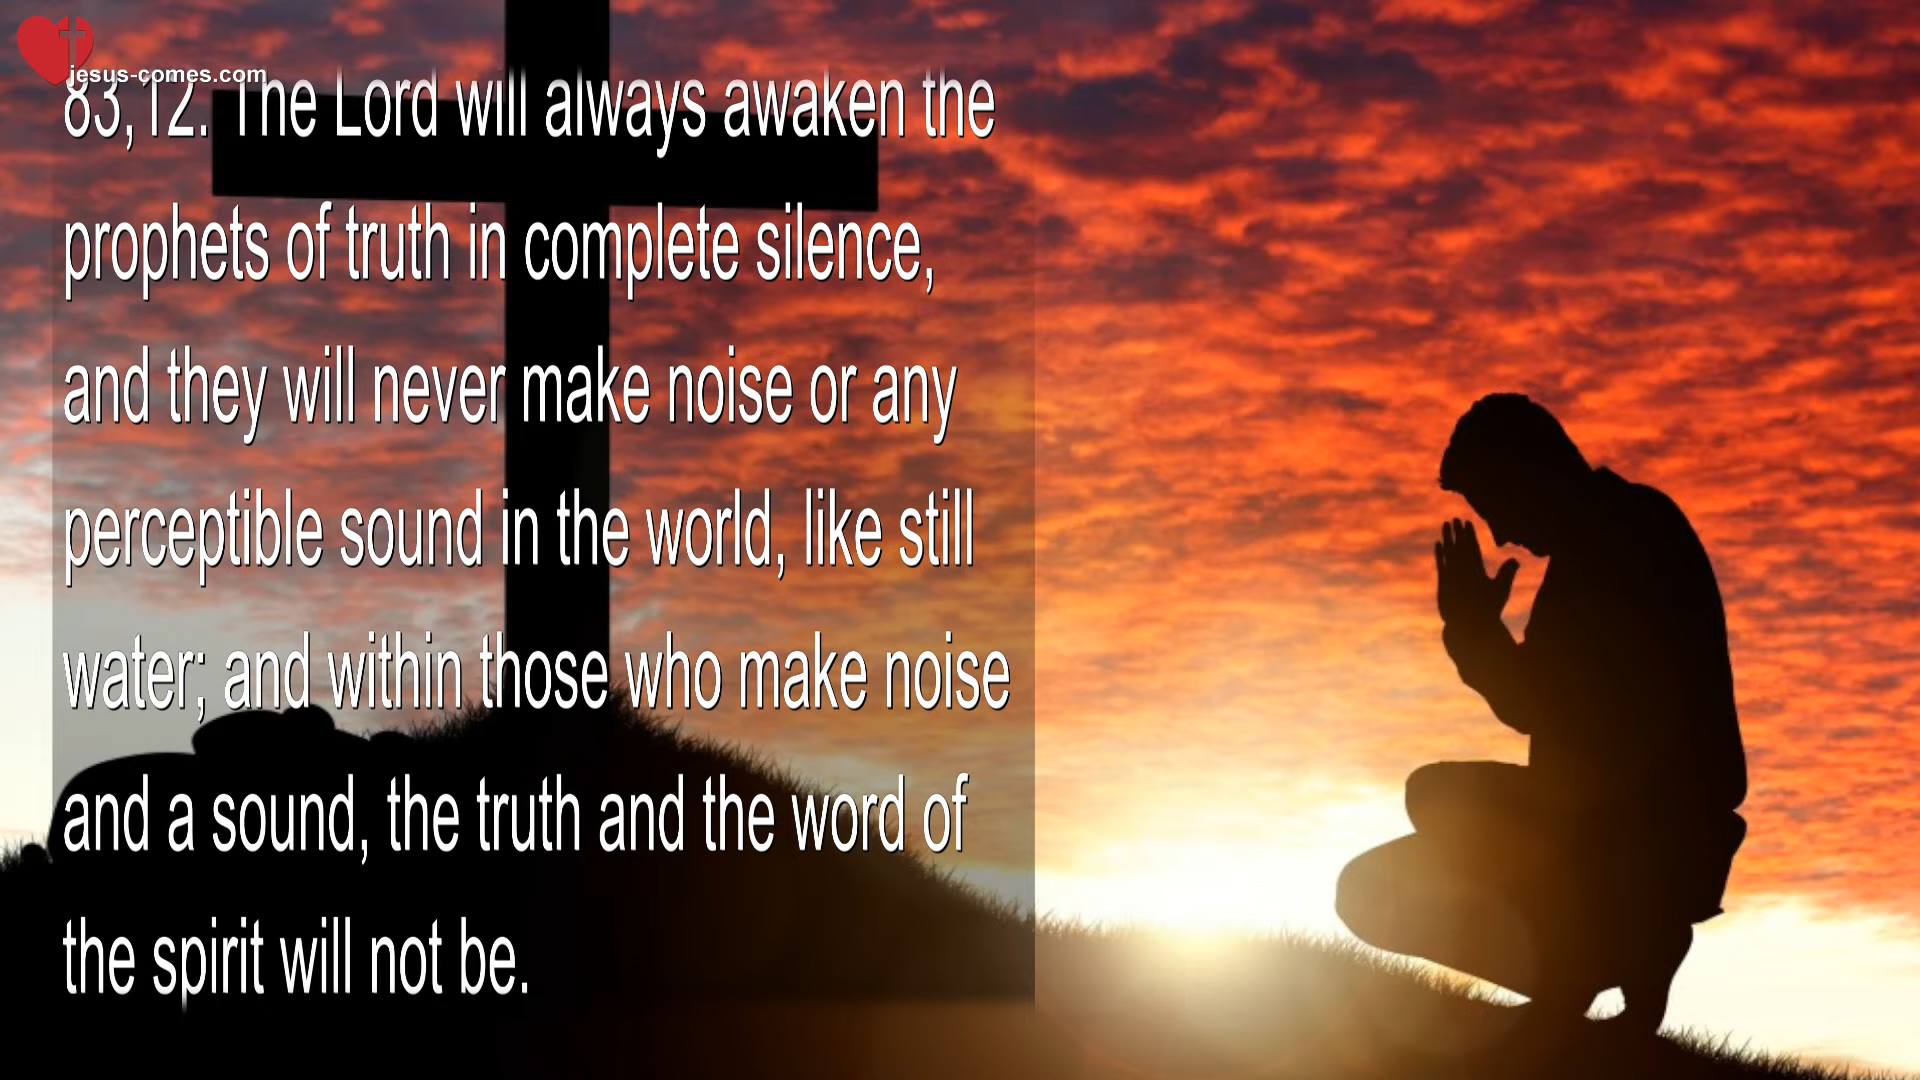 jesus-comes.com
83,12. The Lord will always awaken the
prophets of truth in complete silence,
and they will never make noise or any
perceptible sound in the world, like still
water; and within those who make noise
and a sound, the truth and the word of
the spirit will not be.